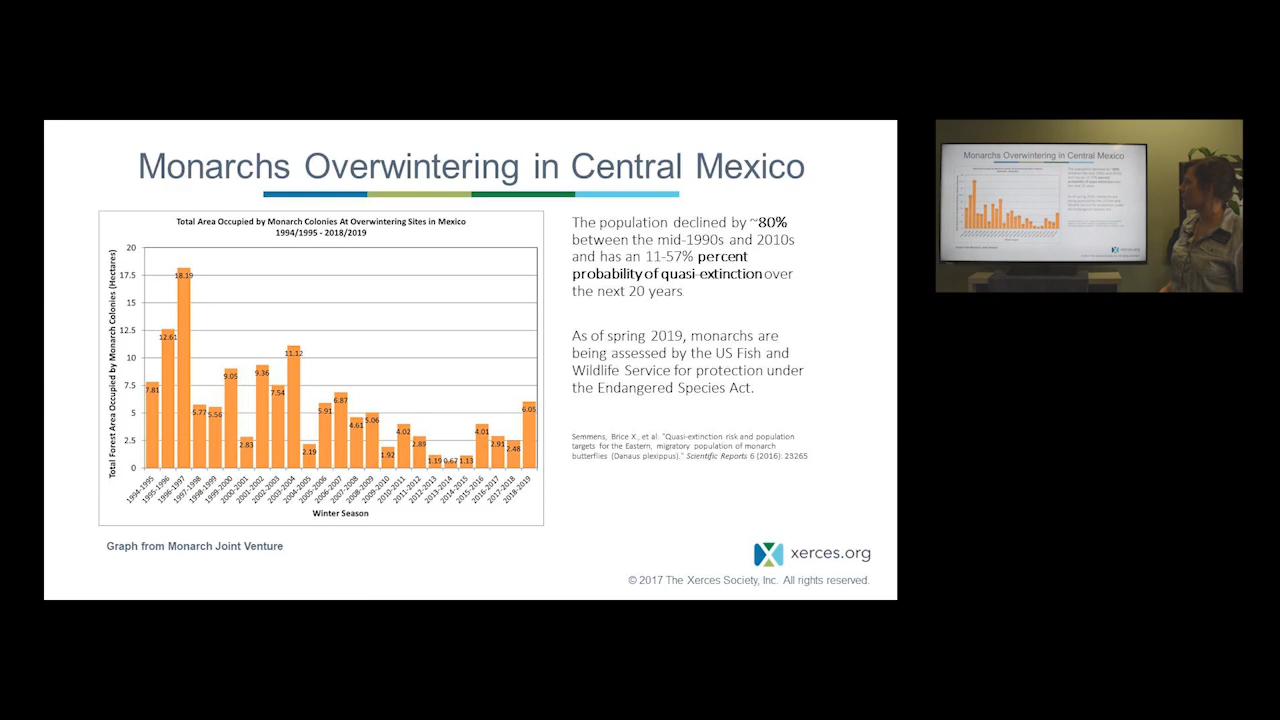 Monarchs Overwintering in Central Mexico
Total Area Occupied by Monarch Colonies At Overwintering Sites in Mexico
1994/1995 - 2018/2019
Total Forest Area Occupied by Monarch Colonies (Hectares)
20
17.5
15
12.5
10
7.5
5
2.5
0
7.81
12.61
18.19
5.77
5.56
9.05
2.83
9.36
7.54
11.12
2.19
5.91
6.87
4.61
5.06
1.92
4.02
2.89
1.19
0.67
1.13
4.01
2.91
2.48
6.05
1994-1995
1995-1996
1996-1997
1997-1998
1998-1999
1999-2000
2000-2001
2001-2002
2002-2003
2003-2004
2004-2005
2005-2006
2006-2007
2007-2008
2008-2009
2009-2010
2010-2011
2011-2012
2012-2013
2013-2014
2014-2015
2015-2016
2016-2017
2017-2018
2018-2019
Winter Season
Graph from Monarch Joint Venture
The population declined by ~80%
between the mid-1990s and 2010s
and has an 11-57% percent
probability of quasi-extinction over
the next 20 years.
As of spring 2019, monarchs are
being assessed by the US Fish and
Wildlife Service for protection under
the Endangered Species Act.
Semmens, Brice X., et al. "Quasi-extinction risk and population
targets for the Eastern, migratory population of monarch
butterflies (Danaus plexippus)." Scientific Reports 6 (2016): 23265
xerces.org
© 2017 The Xerces Society, Inc. All rights reserved.
Monarchs Overwintering in Central Mexico
xerces.org